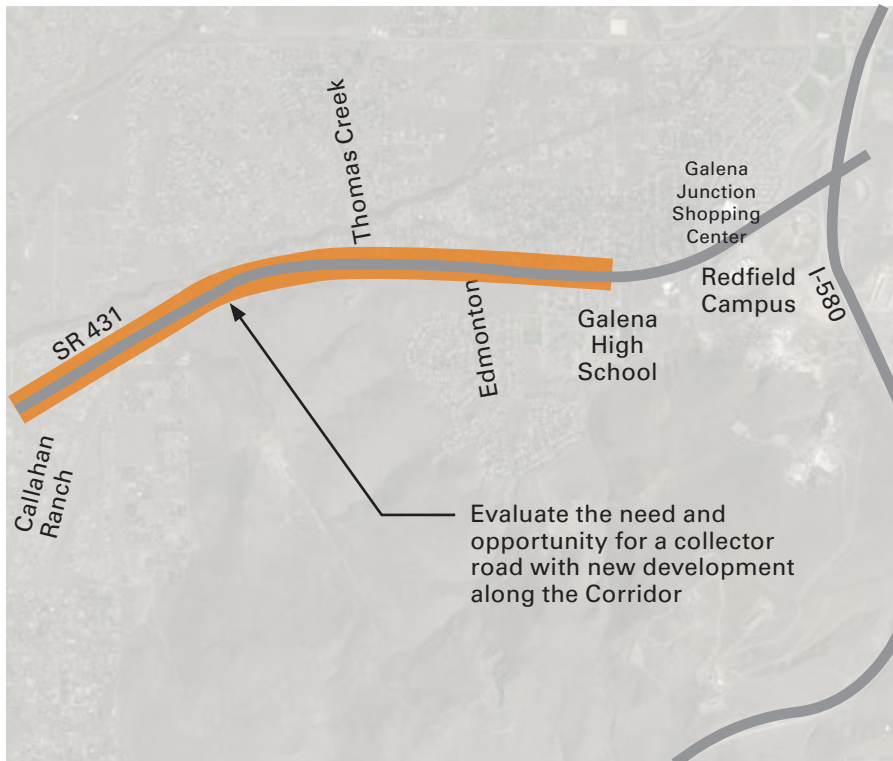 Thomas Creek
Galena
Junction
Shopping
Center
SR 431
Edmonton
Redfield
Campus
I-580
Galena
High
School
Callahan
Ranch
Evaluate the need and
opportunity for a collector
road with new development
along the Corridor